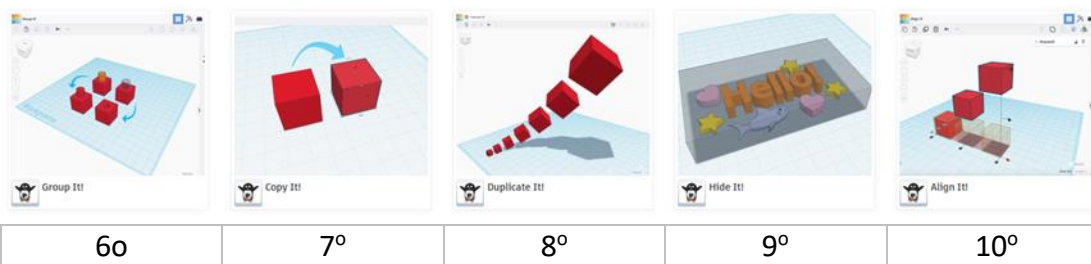 Group It!
Copy It!
Hello!
Duplicate It!
Hide It!
Align It!
6o
7º
8º
9º
10º